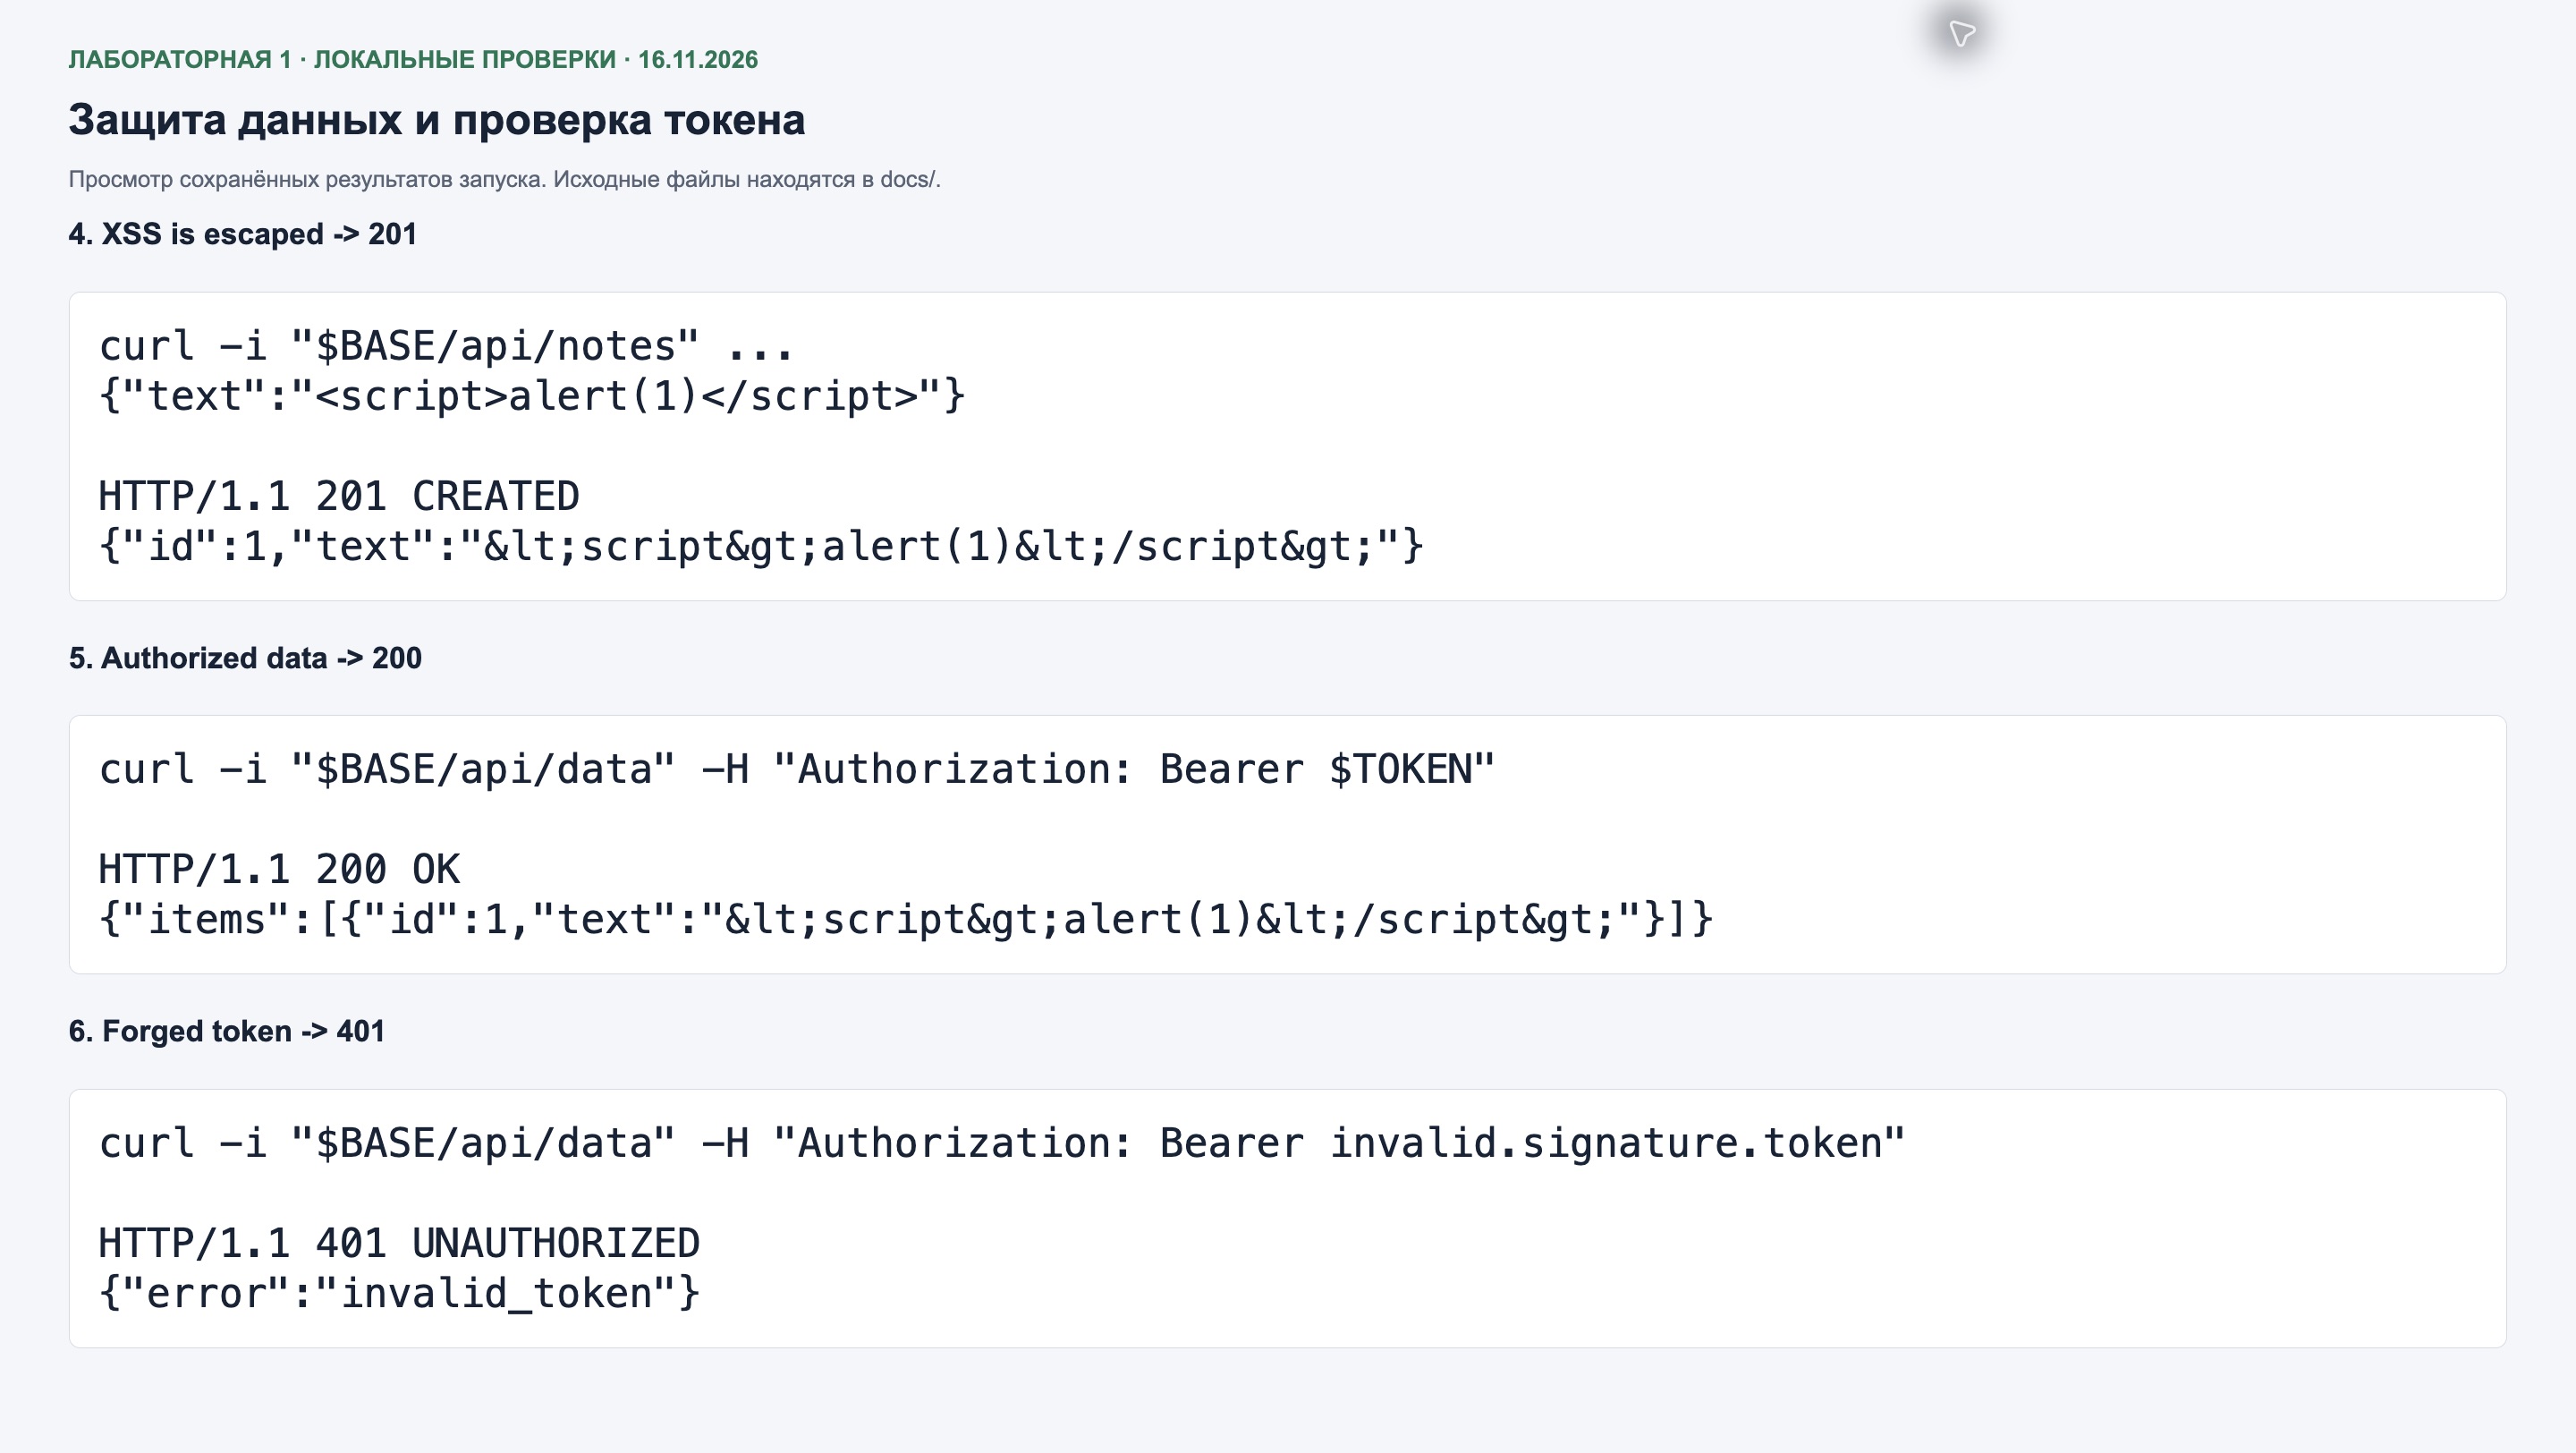 ЛАБОРАТОРНАЯ 1 · ЛОКАЛЬНЫЕ ПРОВЕРКИ · 16.11.2026
Защита данных и проверка токена
Просмотр сохранённых результатов запуска. Исходные файлы находятся в docs/.
4. XSS is escaped -> 201
curl -i "$BASE/api/notes" ...
{"text":"<script>alert(1)</script>"}
HTTP/1.1 201 CREATED
{"id":1,"text":"&lt;script&gt;alert(1)&lt;/script&gt;"}
5. Authorized data -> 200
curl -i "$BASE/api/data" -H "Authorization: Bearer $TOKEN"
HTTP/1.1 200 OK
{"items":[{"id":1,"text":"&lt;script&gt;alert(1)&lt;/script&gt;"}]}
6. Forged token -> 401
curl -i "$BASE/api/data" -H "Authorization: Bearer invalid.signature.token"
HTTP/1.1 401 UNAUTHORIZED
{"error":"invalid_token"}